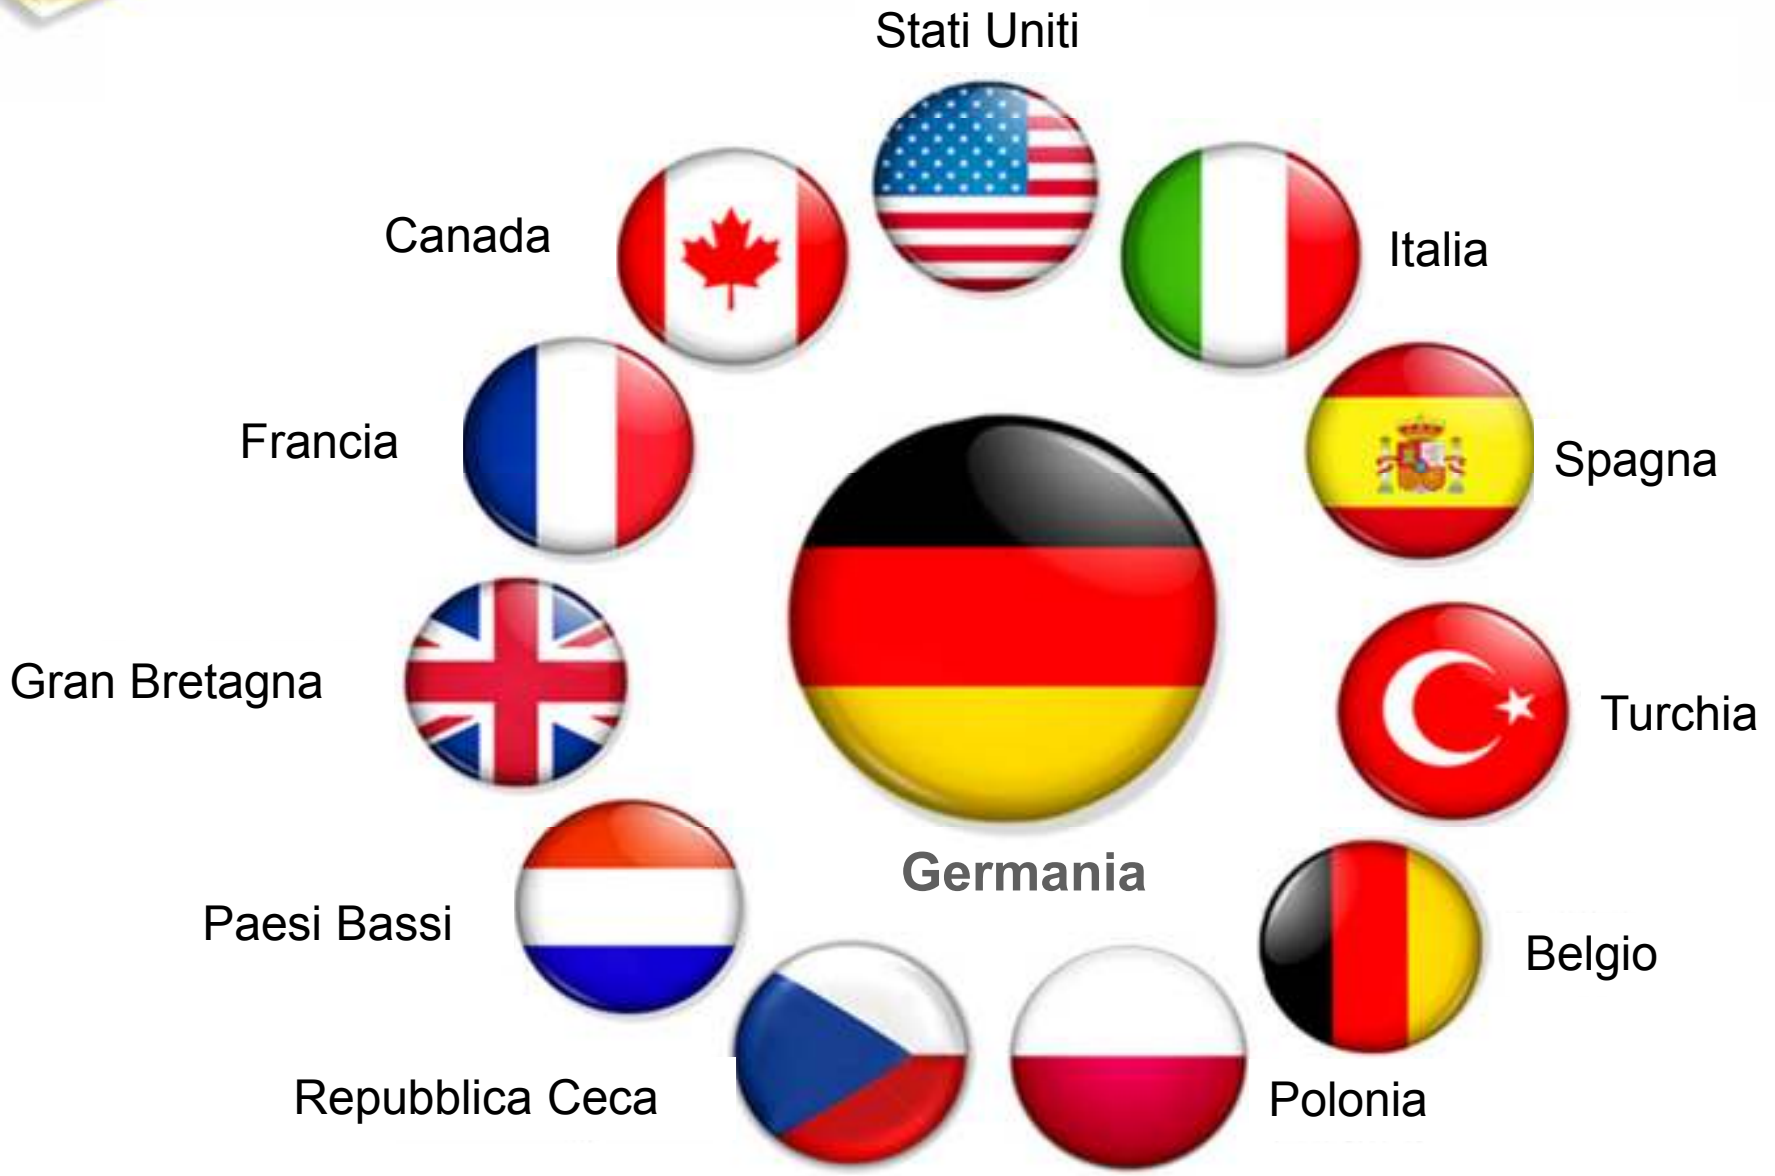 Stati Uniti
Canada
Italia
Francia
Spagna
Gran Bretagna
Turchia
Germania
Paesi Bassi
Belgio
Repubblica Ceca
Polonia